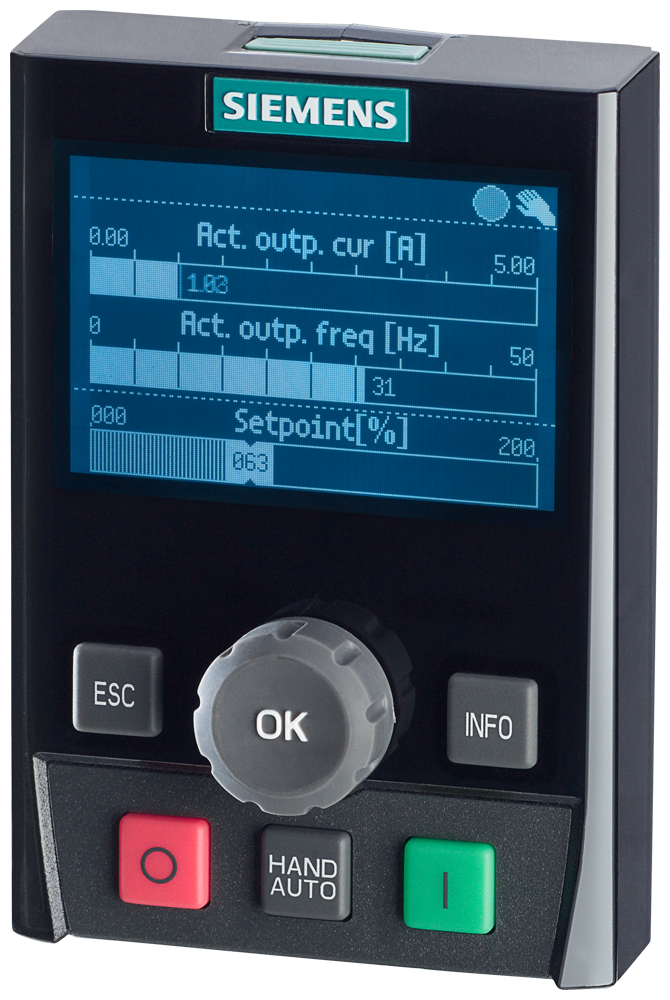 SIEMENS
Act. outp. cur [A]
0.00
5.00
1.03
Act. outp. freq [Hz]
0
50
31
Setpoint[%]
000
200
063
ESC
OK
INFO
HAND
AUTO